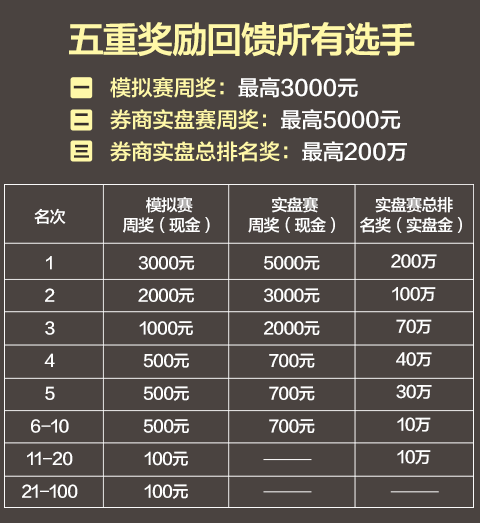 五重奖励回馈所有选手
一 模拟赛周奖：最高3000元
二 券商实盘赛周奖：最高5000元
三 券商实盘总排名奖：最高200万
名次 模拟赛 周奖（现金） 实盘赛 周奖（现金） 实盘赛总排 名奖（实盘金）
1 3000元 5000元 200万
2 2000元 3000元 100万
3 1000元 2000元 70万
4 500元 700元 40万
5 500元 700元 30万
6-10 500元 700元 10万
11-20 100元 —— 10万
21-100 100元 —— ——